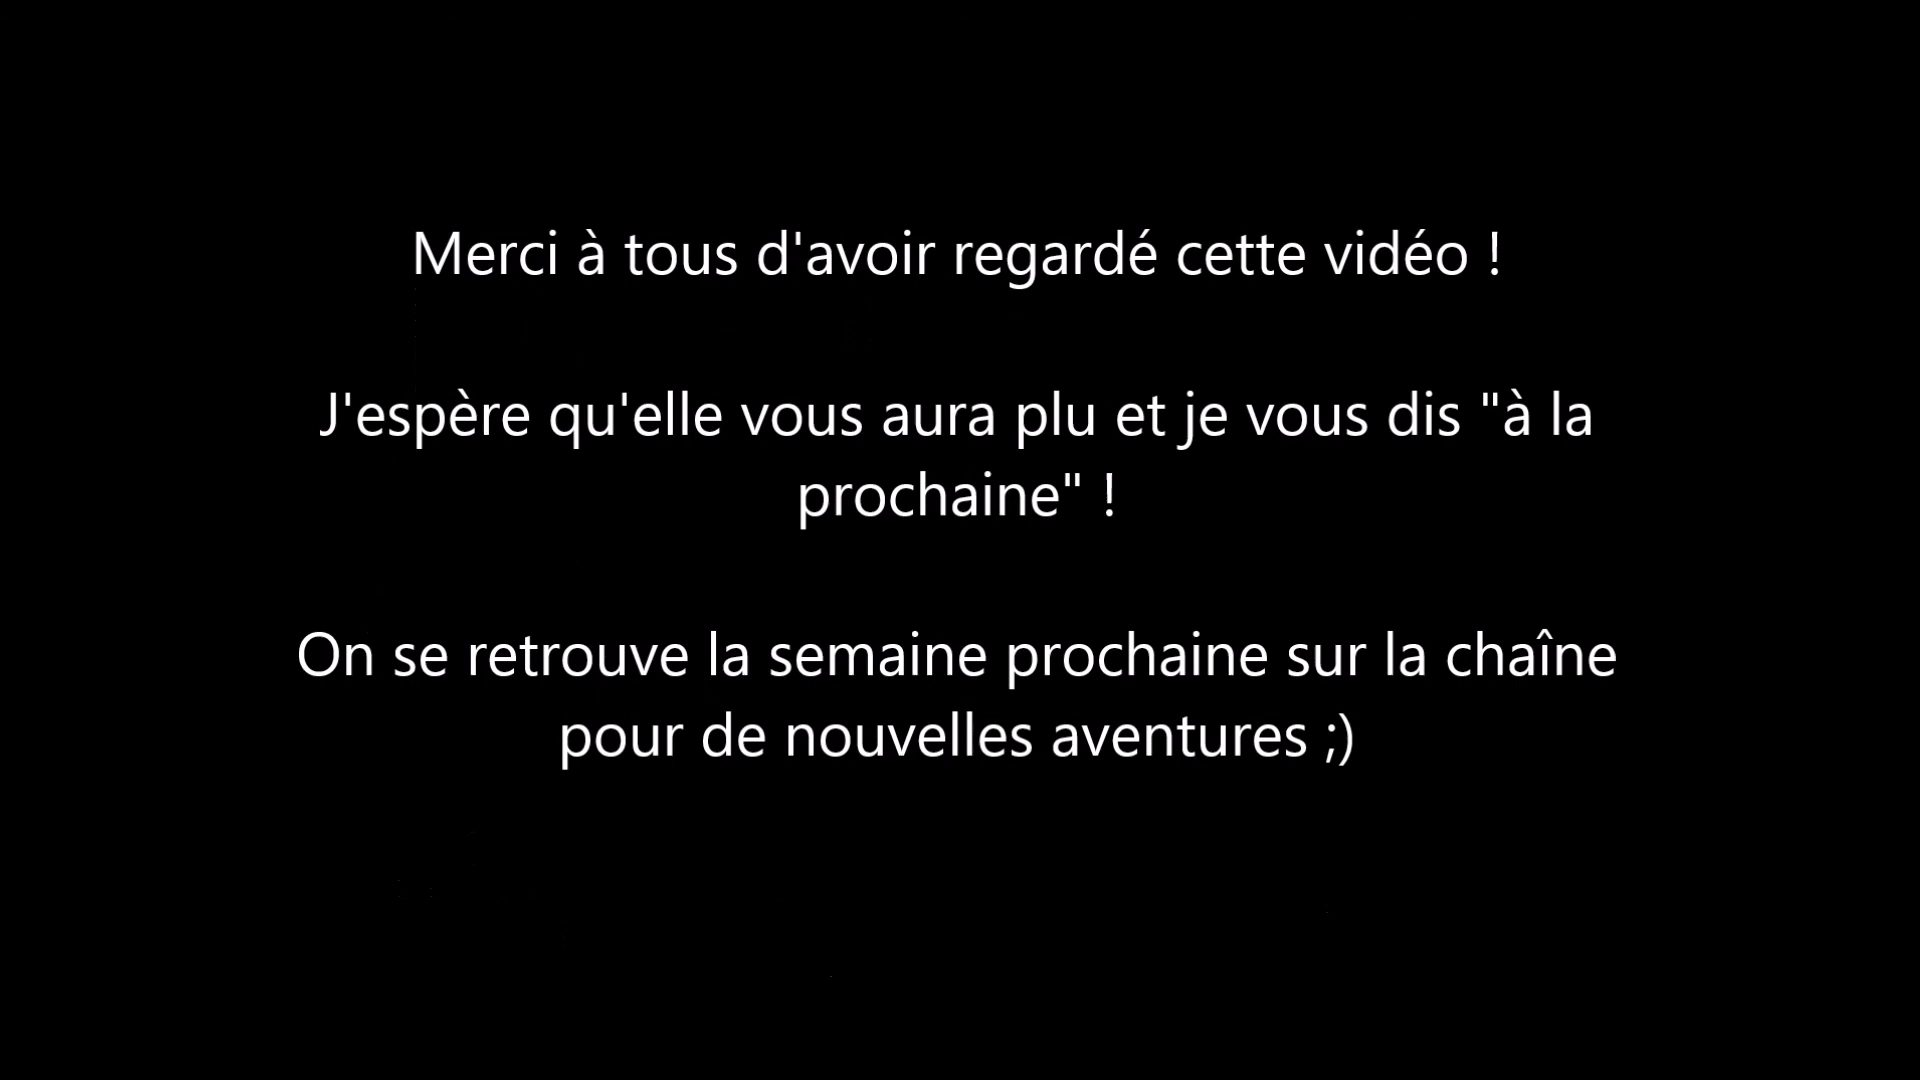 Merci à tous d'avoir regardé cette vidéo !
J'espère qu'elle vous aura plu et je vous dis "à la
prochaine" !
On se retrouve la semaine prochaine sur la chaîne
pour de nouvelles aventures ;)